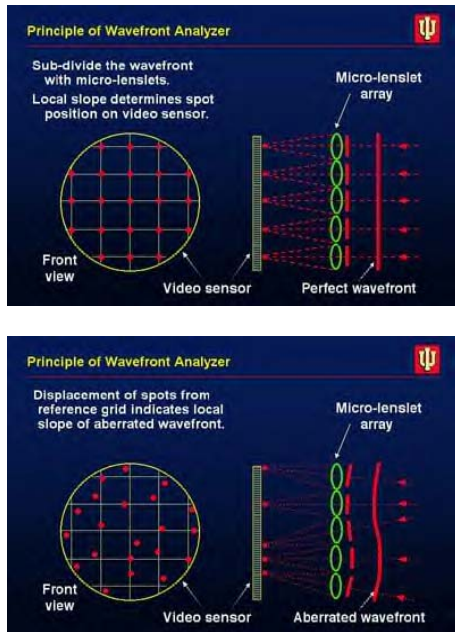 Principle of Wavefront Analyzer
Sub-divide the wavefront
with micro-lenslets.
Local slope determines spot
position on video sensor.
Micro-lenslet
array
Front
view
Video sensor
Perfect wavefront
Principle of Wavefront Analyzer
Displacement of spots from
reference grid indicates local
slope of aberrated wavefront.
Micro-lenslet
array
Front
view
Video sensor
Aberrated wavefront